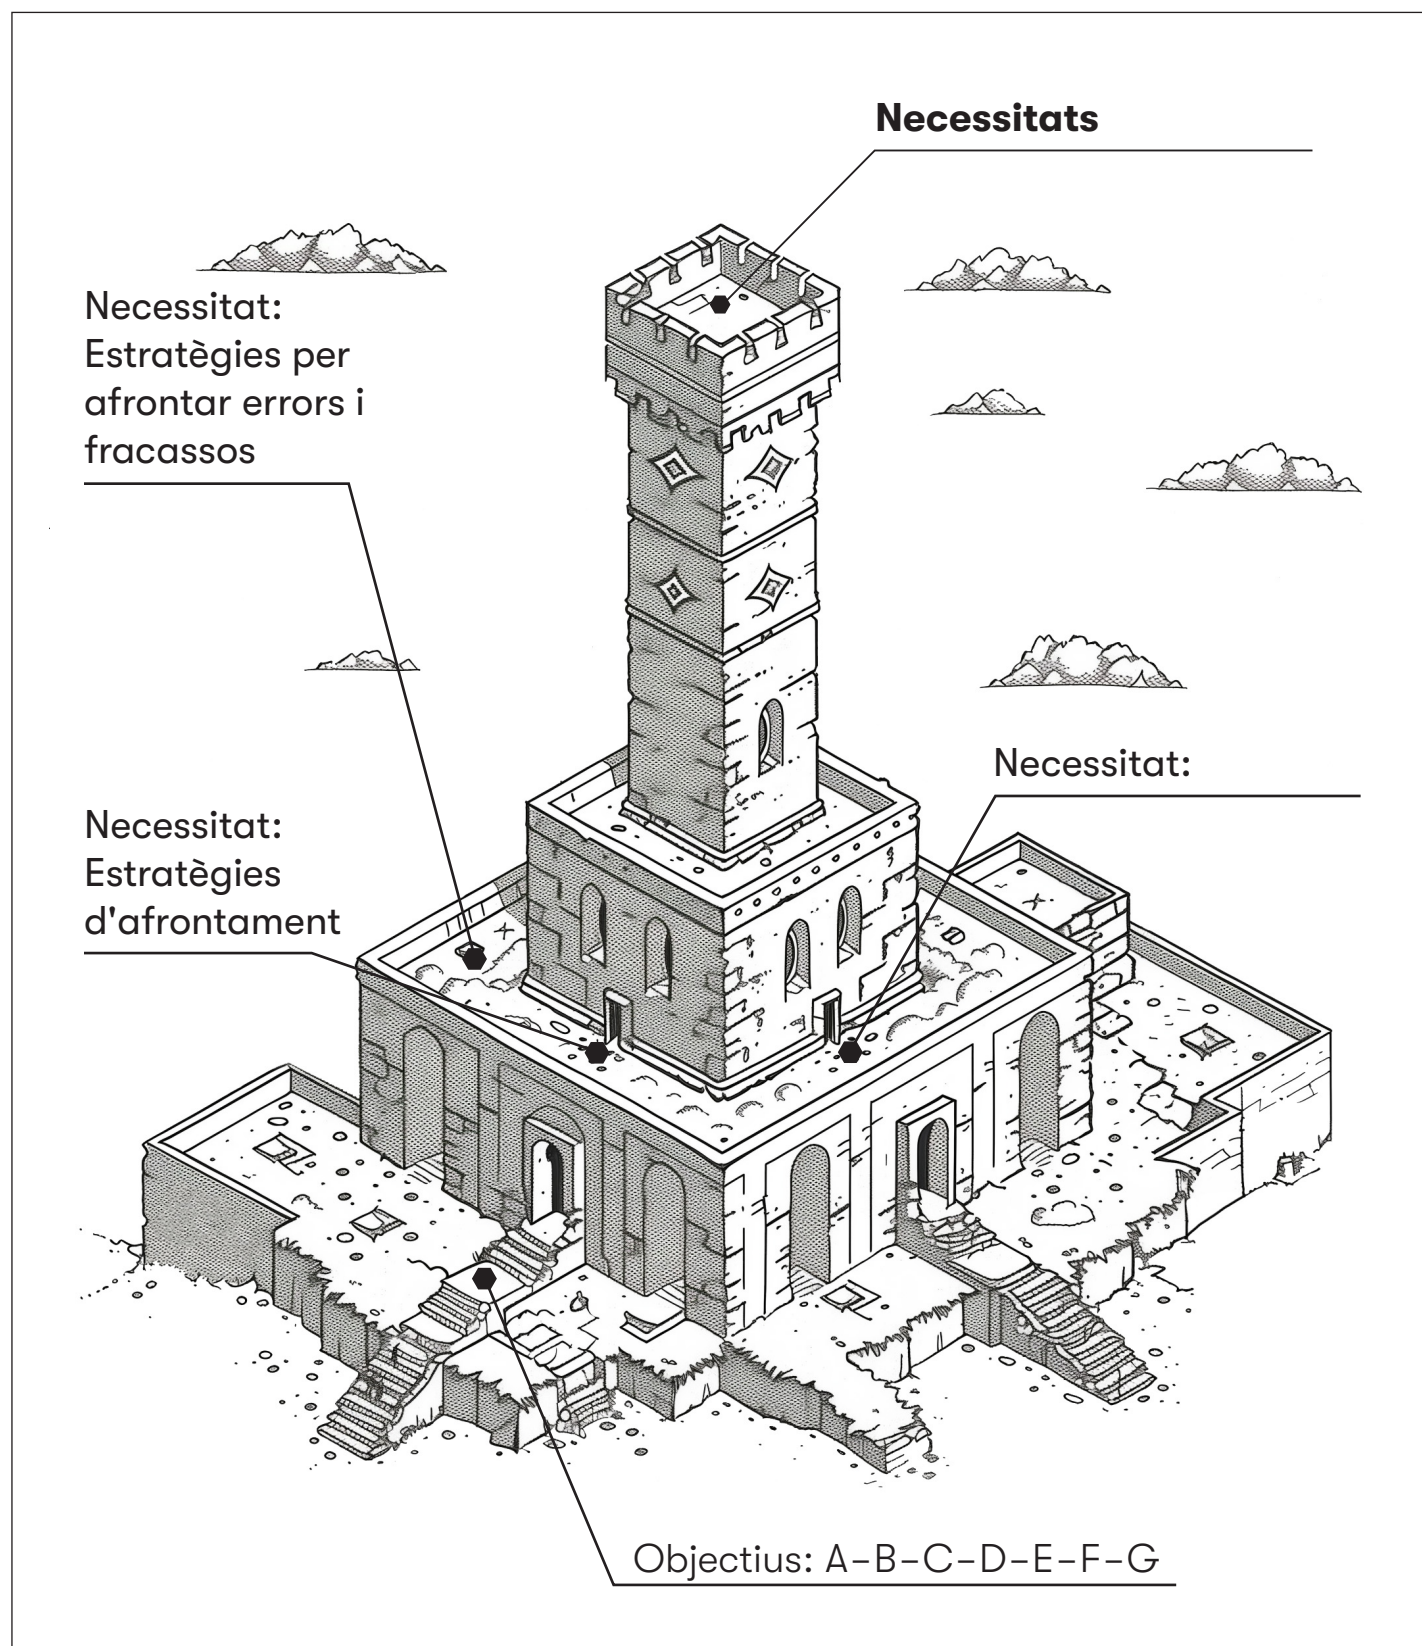 Necessitats
Necessitat:
Estratègies per
afrontar errors i
fracassos
Necessitat:
Necessitat:
Estratègies
d'afrontament
Objectius: A-B-C-D-E-F-G